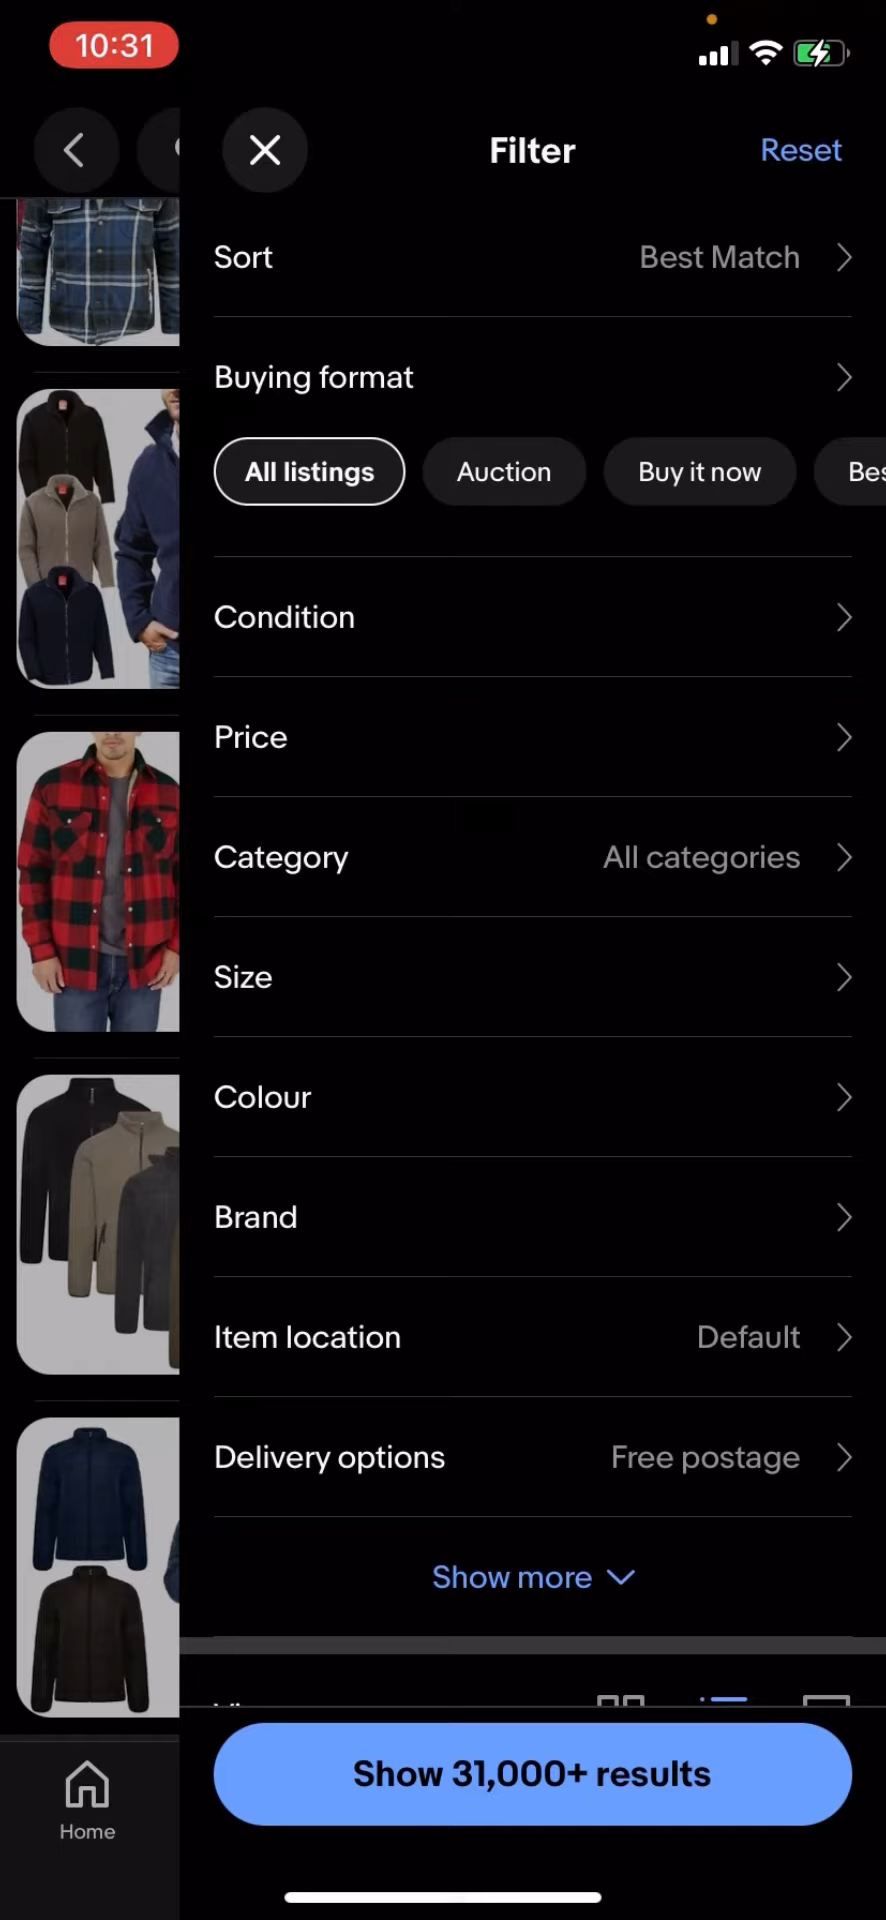 10:31
Filter
Reset
Sort
Best Match
Buying format
All listings
Auction
Buy it now
Condition
Price
Category
All categories
Size
Colour
Brand
Item location
Default
Delivery options
Free postage
Show more
Show 31,000+ results
Home